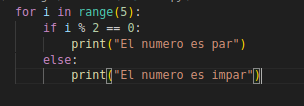 for i in range(5):
    if i % 2 == 0:
        print("El numero es par")
    else:
        print("El numero es impar")